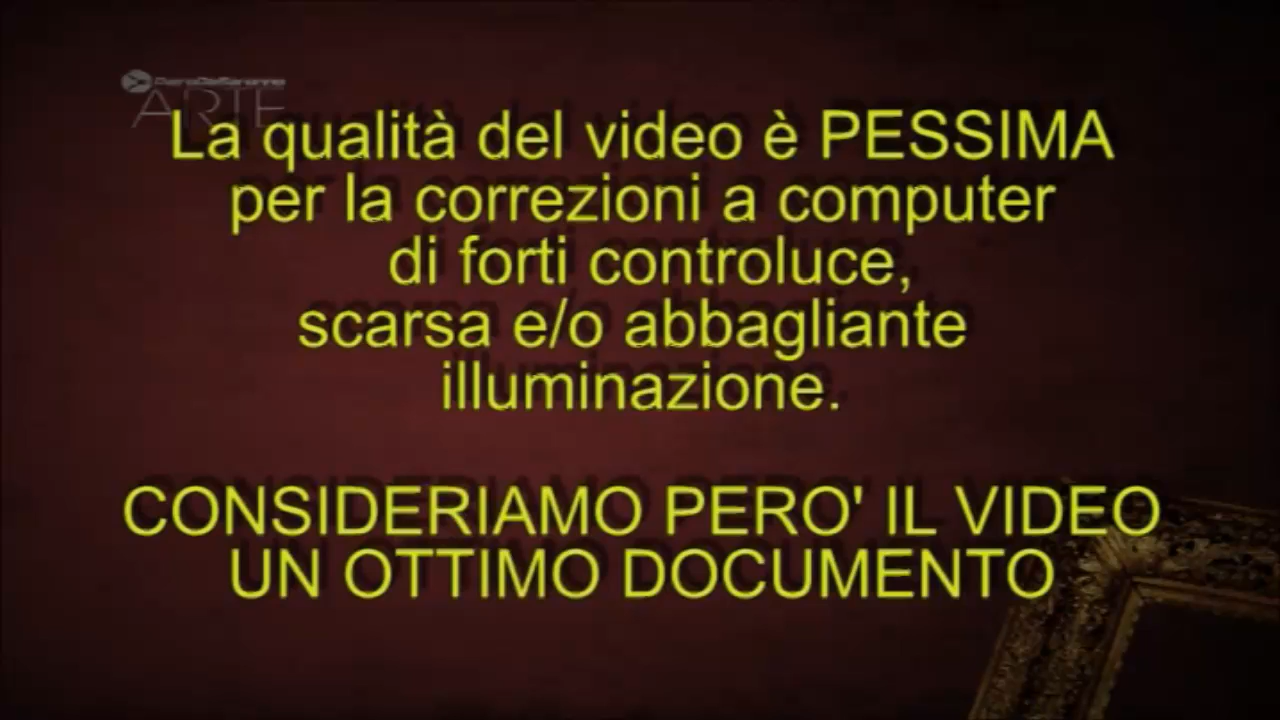 ARTE
La qualità del video è PESSIMA
per la correzioni a computer
di forti controluce,
scarsa e/o abbagliante
illuminazione.
CONSIDERIAMO PERO' IL VIDEO
UN OTTIMO DOCUMENTO